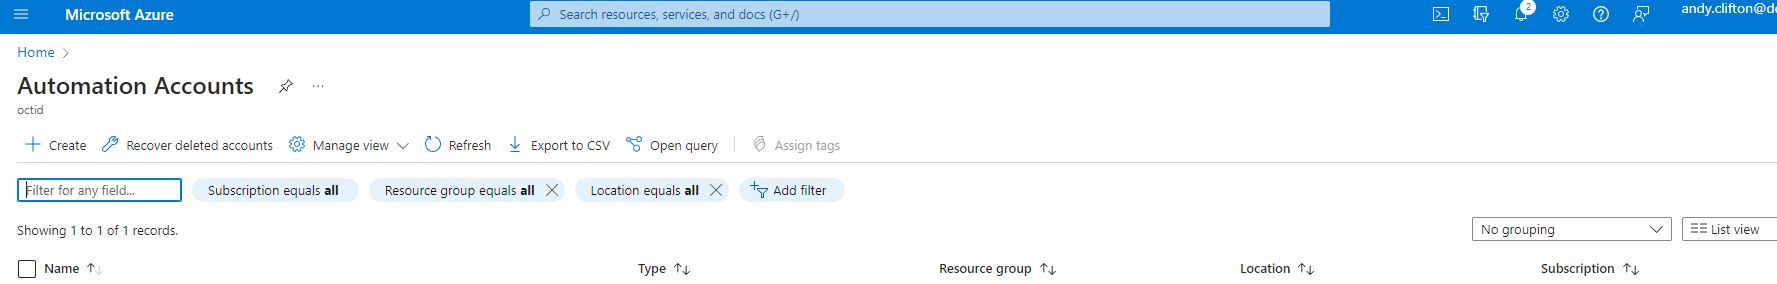 Microsoft Azure
Search resources, services, and docs (G+/)
2
andy.clifton@de
Home >
Automation Accounts
...
octid
+ Create
Recover deleted accounts
Manage view
Refresh
Export to CSV
Open query
Assign tags
Filter for any field...
Subscription equals all
Resource group equals all
Location equals all
Add filter
Showing 1 to 1 of 1 records.
No grouping
List view
Name
Type
Resource group
Location
Subscription